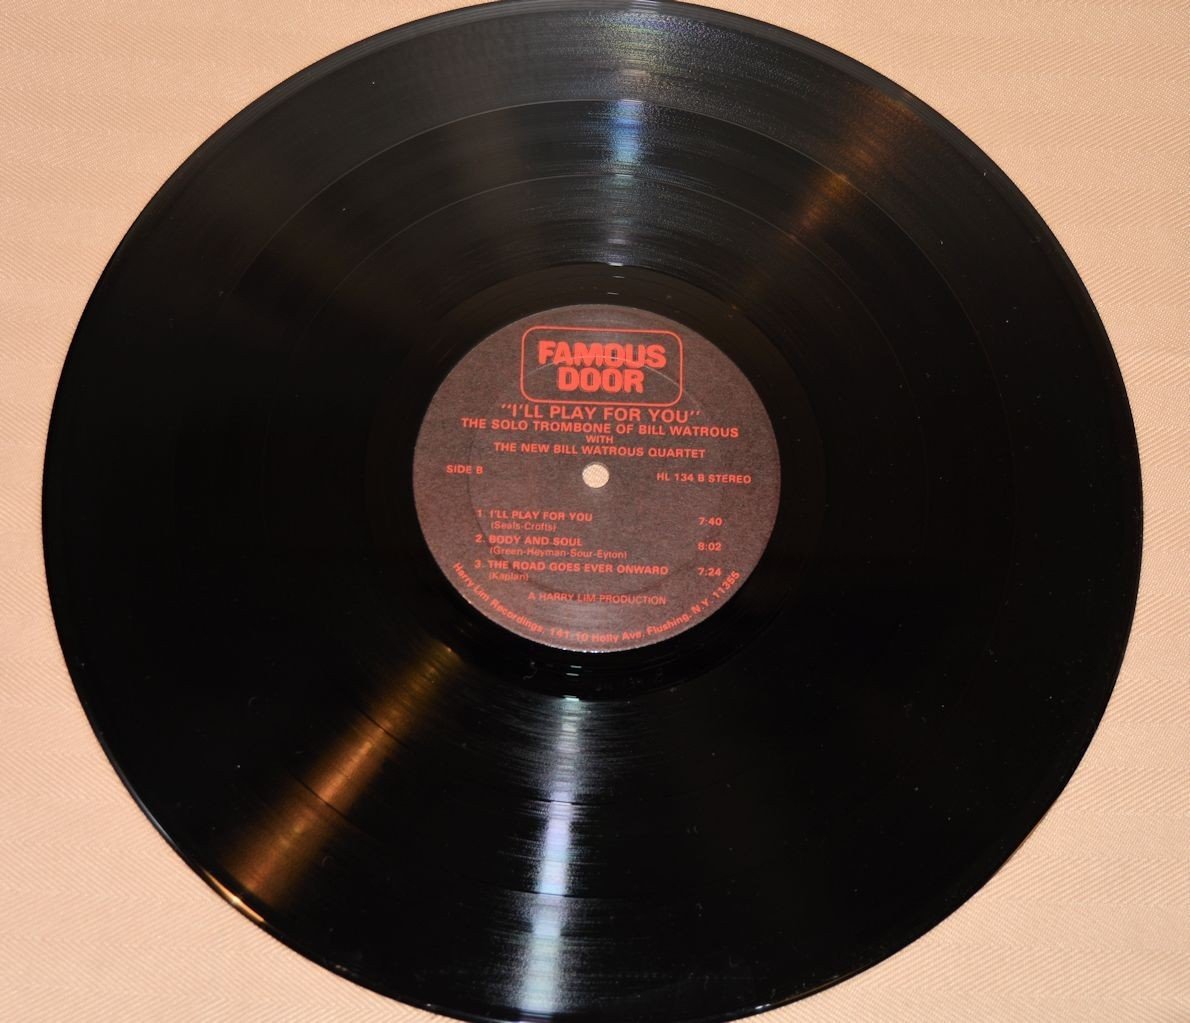 FAMOUS
DOOR
"I'LL PLAY FOR YOU"
THE SOLO TROMBONE OF BILL WATROUS
WITH
THE NEW BILL WATROUS QUARTET
SIDE B
HL 134 B STEREO
1. I'LL PLAY FOR YOU 7:40
(Seals-Crofts)
2. BODY AND SOUL 8:02
(Green-Heyman-Sour-Eyton)
3. THE ROAD GOES EVER ONWARD 7:24
(Kaplan)
A HARRY LIM PRODUCTION
Harry Lim Recordings, 141-10 Holly Ave. Flushing, N.Y. 11355